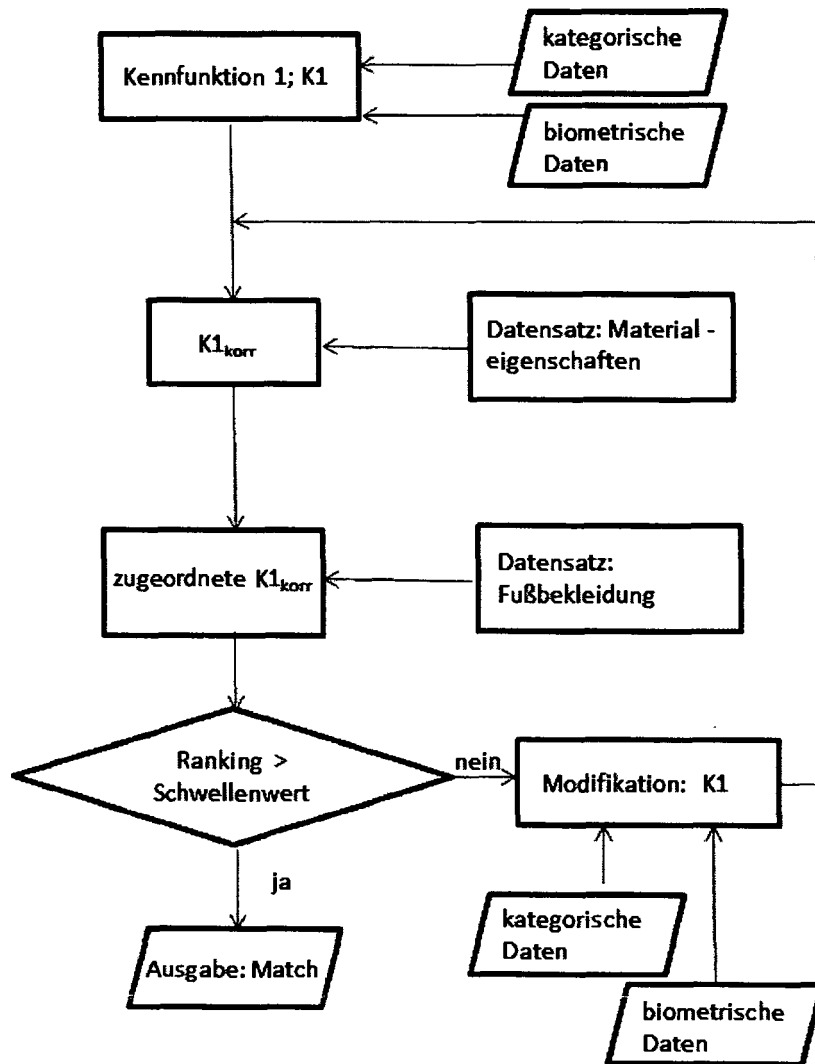 kategorische
Daten
Kennfunktion 1; K1
biometrische
Daten
K1korr
Datensatz: Material -
eigenschaften
zugeordnete K1korr
Datensatz:
Fußbekleidung
Ranking >
Schwellenwert
nein
Modifikation: K1
ja
kategorische
Daten
Ausgabe: Match
biometrische
Daten